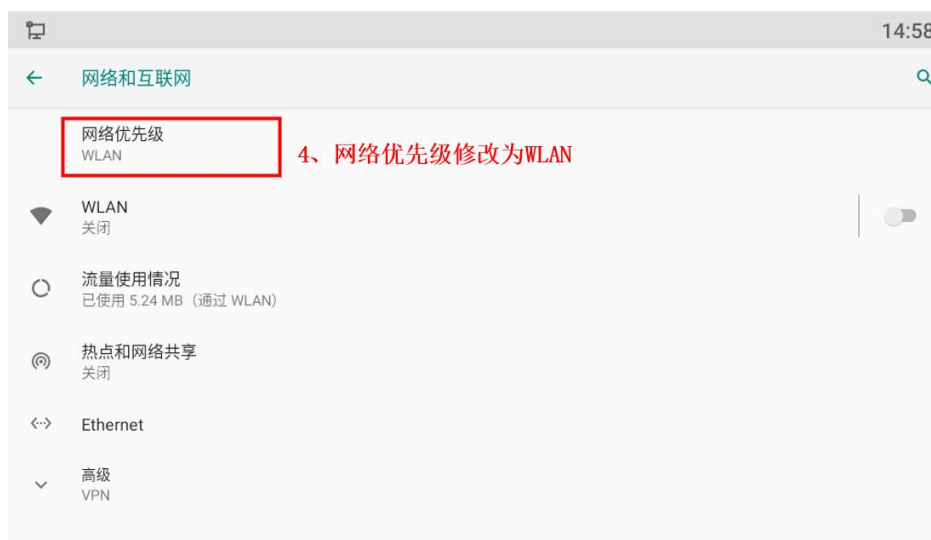 14:58
网络和互联网
网络优先级
WLAN
4、网络优先级修改为WLAN
WLAN
关闭
流量使用情况
已使用 5.24 MB（通过 WLAN）
热点和网络共享
关闭
Ethernet
高级
VPN